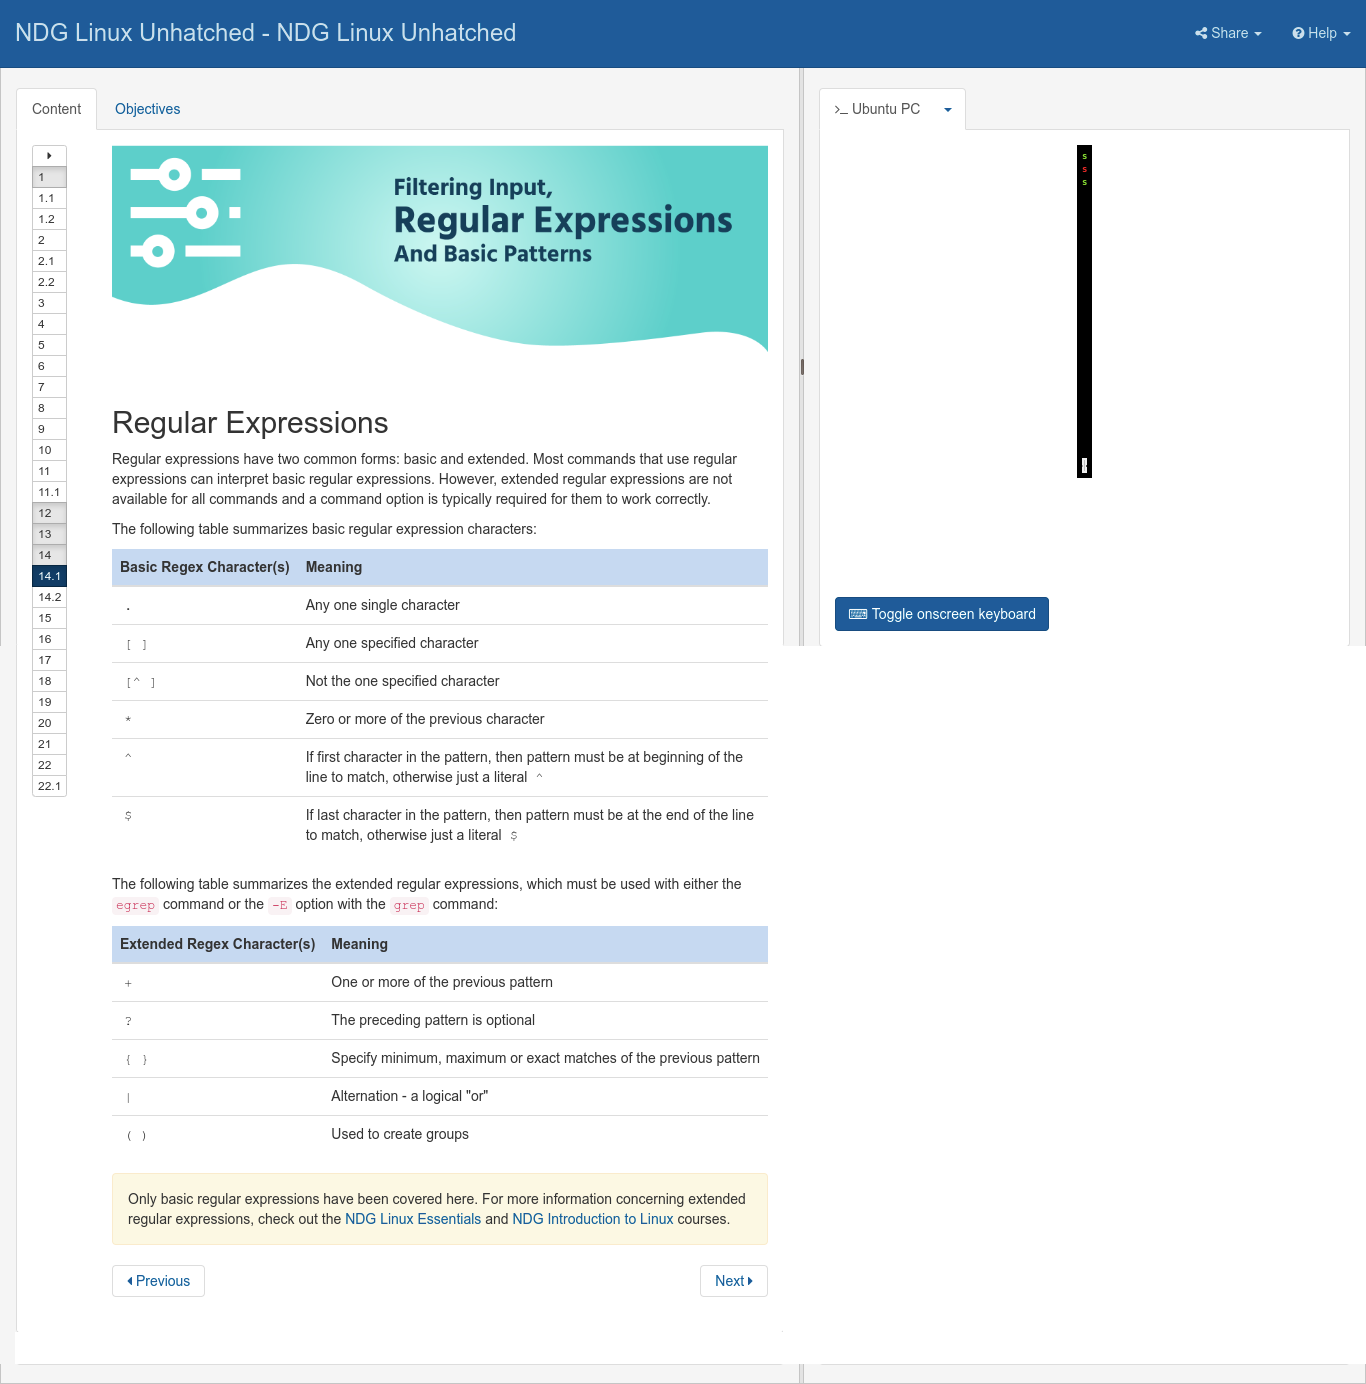 NDG Linux Unhatched - NDG Linux Unhatched
Share
Help
Content
Objectives
1
1.1
1.2
2
2.1
2.2
3
4
5
6
7
8
9
10
11
11.1
12
13
14
14.1
14.2
15
16
17
18
19
20
21
22
22.1
Filtering Input,
Regular Expressions
And Basic Patterns
Regular Expressions
Regular expressions have two common forms: basic and extended. Most commands that use regular
expressions can interpret basic regular expressions. However, extended regular expressions are not
available for all commands and a command option is typically required for them to work correctly.
The following table summarizes basic regular expression characters:
Basic Regex Character(s) Meaning
. Any one single character
[ ] Any one specified character
[^ ] Not the one specified character
* Zero or more of the previous character
^ If first character in the pattern, then pattern must be at beginning of the
line to match, otherwise just a literal ^
$ If last character in the pattern, then pattern must be at the end of the line
to match, otherwise just a literal $
The following table summarizes the extended regular expressions, which must be used with either the
egrep command or the -E option with the grep command:
Extended Regex Character(s) Meaning
+ One or more of the previous pattern
? The preceding pattern is optional
{ } Specify minimum, maximum or exact matches of the previous pattern
| Alternation - a logical "or"
( ) Used to create groups
Only basic regular expressions have been covered here. For more information concerning extended
regular expressions, check out the NDG Linux Essentials and NDG Introduction to Linux courses.
Previous
Next
>_ Ubuntu PC
s
s
s
Toggle onscreen keyboard